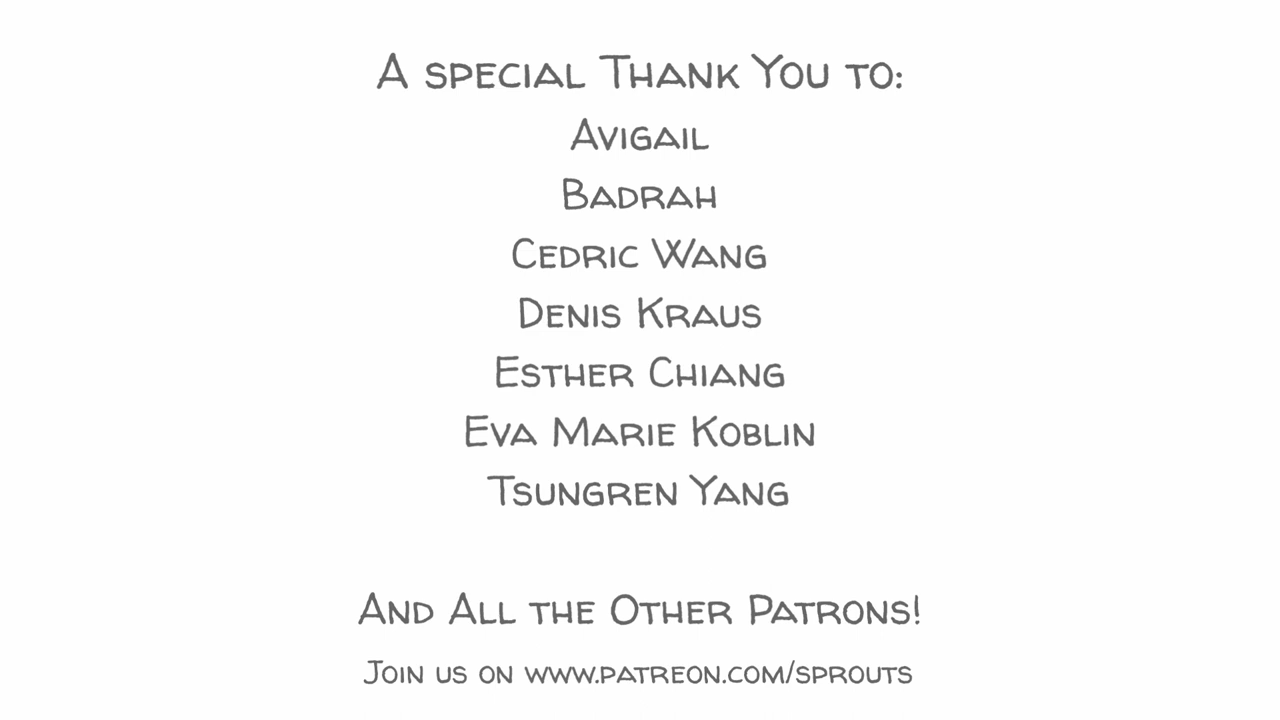 A special Thank You to:
Avigail
Badrah
Cedric Wang
Denis Kraus
Esther Chiang
Eva Marie Koblin
Tsungren Yang
And All the Other Patrons!
Join us on www.patreon.com/sprouts